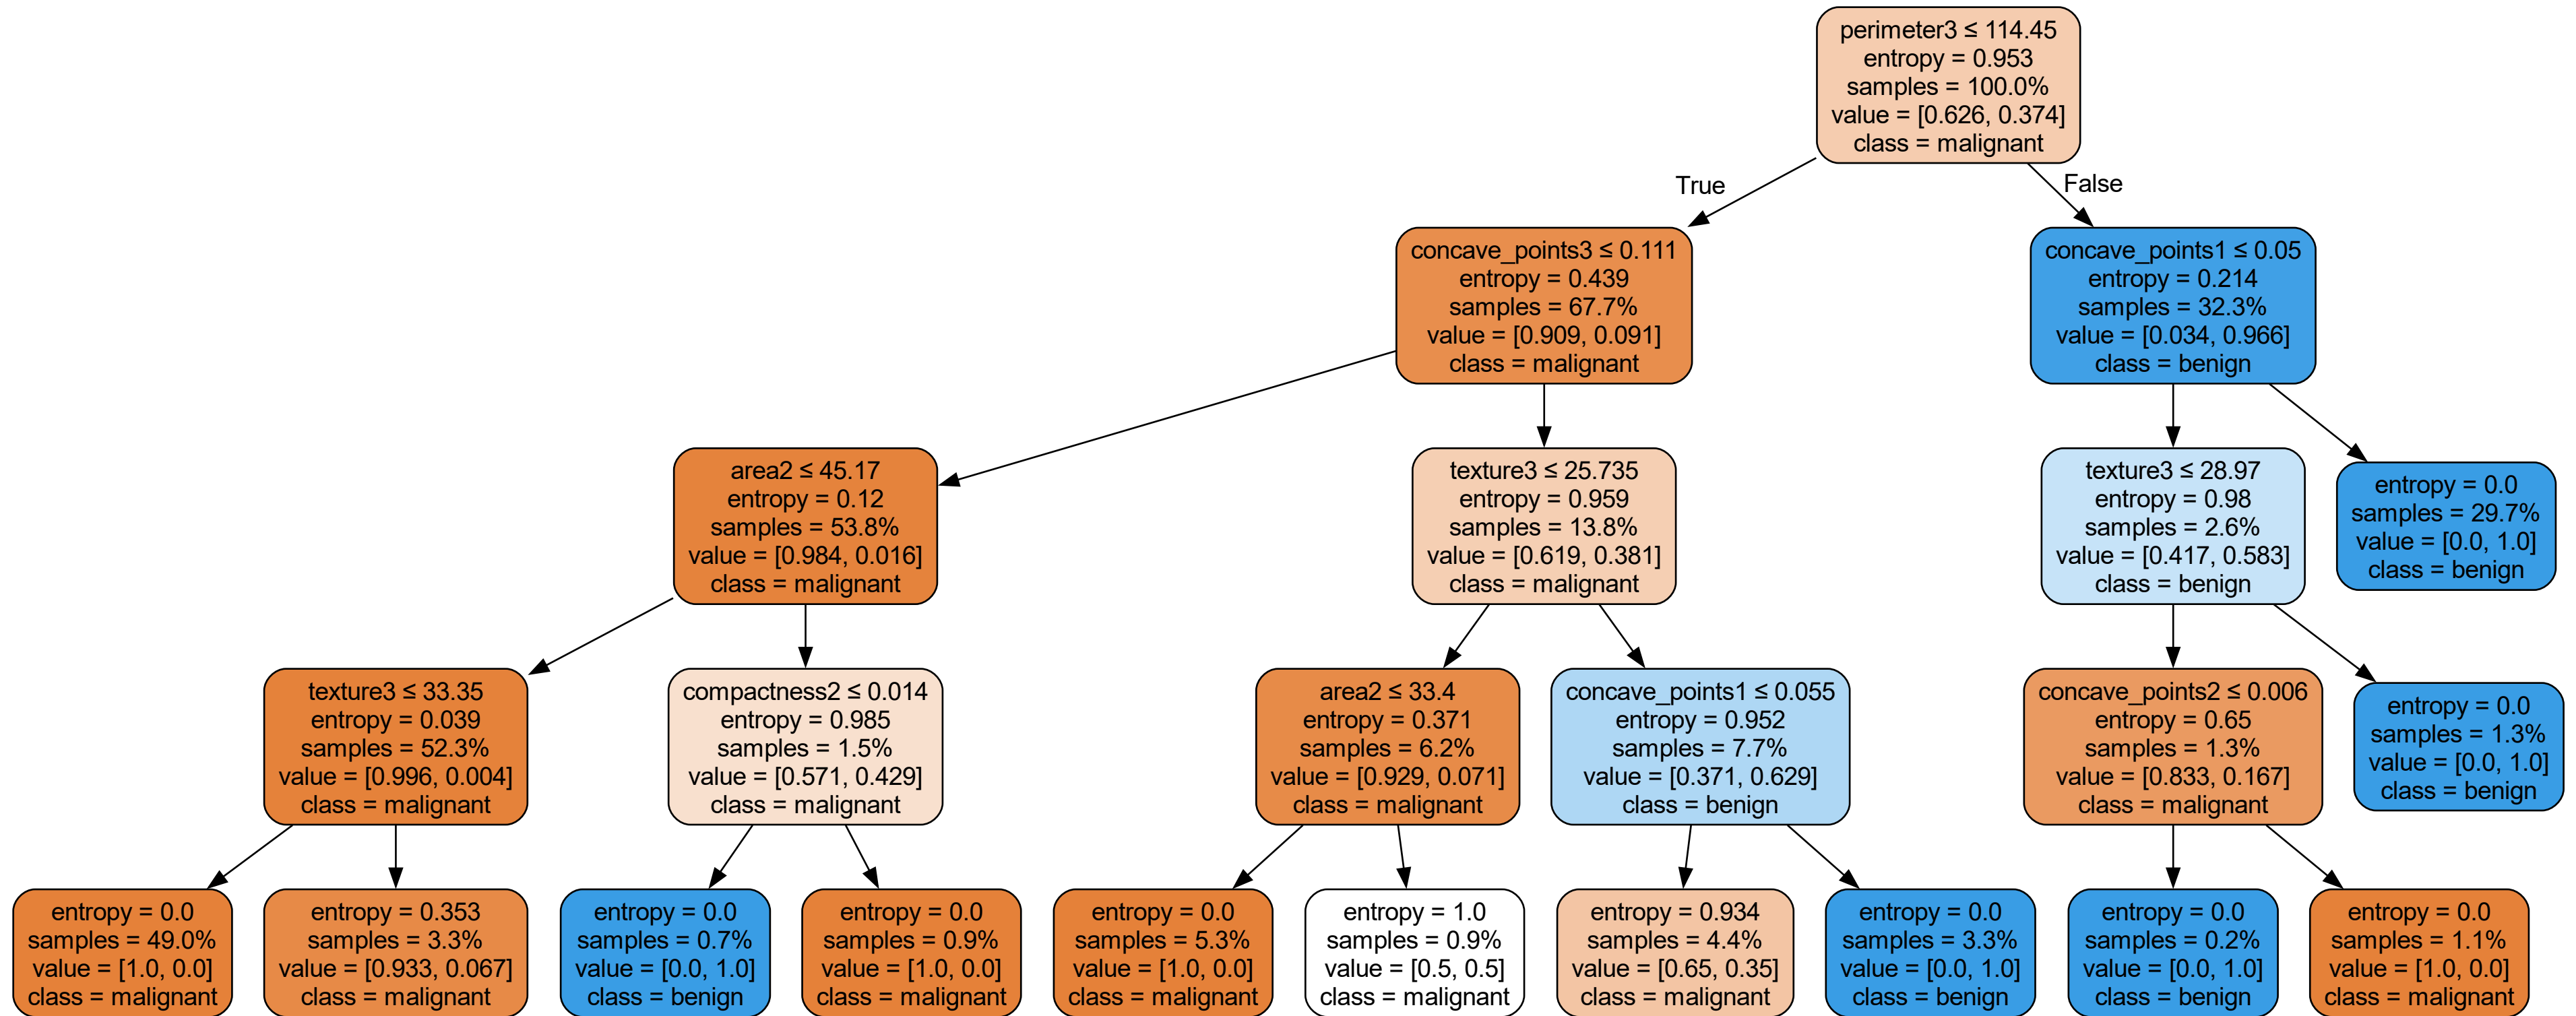 perimeter3 ≤ 114.45
entropy = 0.953
samples = 100.0%
value = [0.626, 0.374]
class = malignant
True
False
concave_points3 ≤ 0.111
entropy = 0.439
samples = 67.7%
value = [0.909, 0.091]
class = malignant
concave_points1 ≤ 0.05
entropy = 0.214
samples = 32.3%
value = [0.034, 0.966]
class = benign
area2 ≤ 45.17
entropy = 0.12
samples = 53.8%
value = [0.984, 0.016]
class = malignant
texture3 ≤ 25.735
entropy = 0.959
samples = 13.8%
value = [0.619, 0.381]
class = malignant
texture3 ≤ 28.97
entropy = 0.98
samples = 2.6%
value = [0.417, 0.583]
class = benign
entropy = 0.0
samples = 29.7%
value = [0.0, 1.0]
class = benign
texture3 ≤ 33.35
entropy = 0.039
samples = 52.3%
value = [0.996, 0.004]
class = malignant
compactness2 ≤ 0.014
entropy = 0.985
samples = 1.5%
value = [0.571, 0.429]
class = malignant
area2 ≤ 33.4
entropy = 0.371
samples = 6.2%
value = [0.929, 0.071]
class = malignant
concave_points1 ≤ 0.055
entropy = 0.952
samples = 7.7%
value = [0.371, 0.629]
class = benign
concave_points2 ≤ 0.006
entropy = 0.65
samples = 1.3%
value = [0.833, 0.167]
class = malignant
entropy = 0.0
samples = 1.3%
value = [0.0, 1.0]
class = benign
entropy = 0.0
samples = 49.0%
value = [1.0, 0.0]
class = malignant
entropy = 0.353
samples = 3.3%
value = [0.933, 0.067]
class = malignant
entropy = 0.0
samples = 0.7%
value = [0.0, 1.0]
class = benign
entropy = 0.0
samples = 0.9%
value = [1.0, 0.0]
class = malignant
entropy = 0.0
samples = 5.3%
value = [1.0, 0.0]
class = malignant
entropy = 1.0
samples = 0.9%
value = [0.5, 0.5]
class = malignant
entropy = 0.934
samples = 4.4%
value = [0.65, 0.35]
class = malignant
entropy = 0.0
samples = 3.3%
value = [0.0, 1.0]
class = benign
entropy = 0.0
samples = 0.2%
value = [0.0, 1.0]
class = benign
entropy = 0.0
samples = 1.1%
value = [1.0, 0.0]
class = malignant